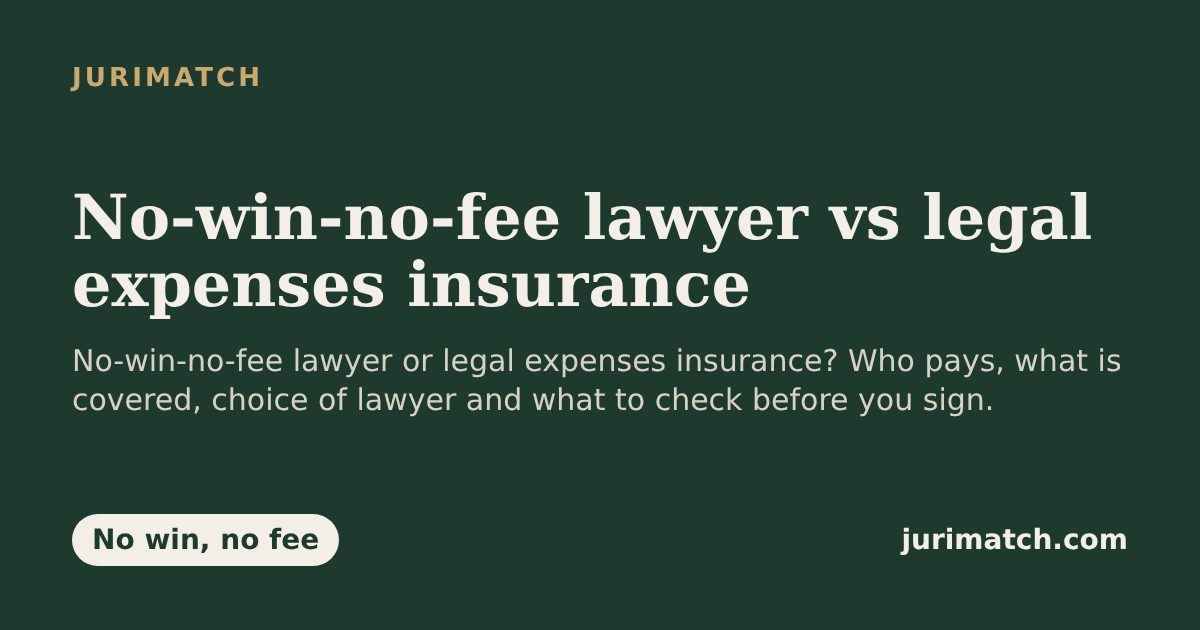 JURIMATCH
No-win-no-fee lawyer vs legal
expenses insurance
No-win-no-fee lawyer or legal expenses insurance? Who pays, what is
covered, choice of lawyer and what to check before you sign.
No win, no fee
jurimatch.com